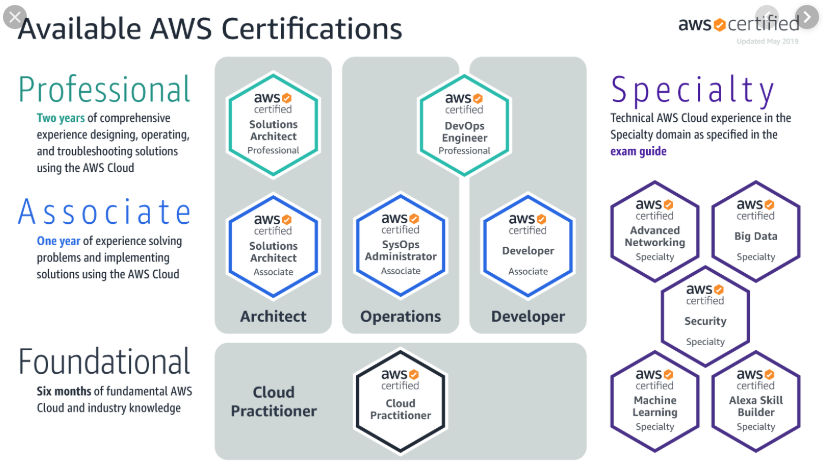 Available AWS Certifications
aws certified
Updated May 2019
Professional
Two years of comprehensive
experience designing, operating,
and troubleshooting solutions
using the AWS Cloud
Associate
One year of experience solving
problems and implementing
solutions using the AWS Cloud
Foundational
Six months of fundamental AWS
Cloud and industry knowledge
aws
certified
Solutions
Architect
Professional
aws
certified
DevOps
Engineer
Professional
aws
certified
Solutions
Architect
Associate
aws
certified
SysOps
Administrator
Associate
aws
certified
Developer
Associate
Architect
Operations
Developer
Cloud
Practitioner
aws
certified
Cloud
Practitioner
Specialty
Technical AWS Cloud experience in the
Specialty domain as specified in the
exam guide
aws
certified
Advanced
Networking
Specialty
aws
certified
Big Data
Specialty
aws
certified
Security
Specialty
aws
certified
Machine
Learning
Specialty
aws
certified
Alexa Skill
Builder
Specialty